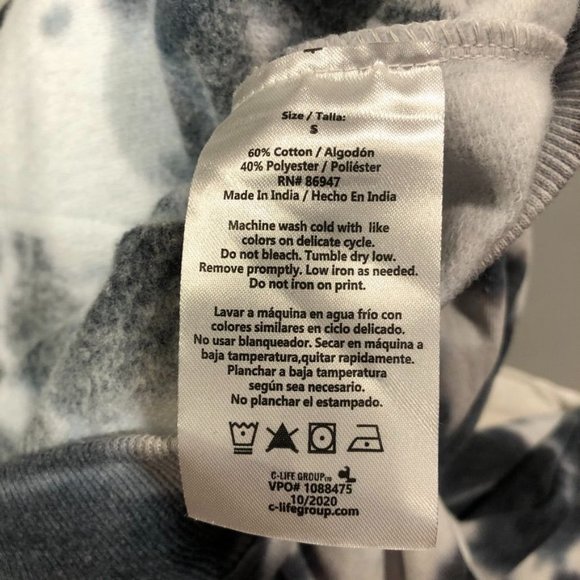 Size / Talla:
S
60% Cotton / Algodón
40% Polyester / Poliéster
RN# 86947
Made In India / Hecho En India
Machine wash cold with like
colors on delicate cycle.
Do not bleach. Tumble dry low.
Remove promptly. Low iron as needed.
Do not iron on print.
Lavar a máquina en agua frío con
colores similares en ciclo delicado.
No usar blanqueador. Secar en máquina a
baja temperatura,quitar rapidamente.
Planchar a baja temperatura
según sea necesario.
No planchar el estampado.
C-LIFE GROUP LTD
VPO# 1088475
10/2020
c-lifegroup.com